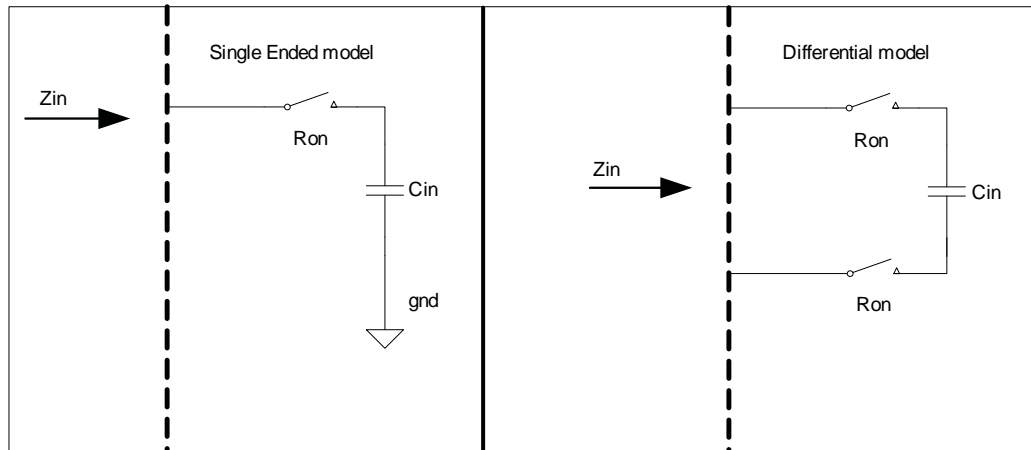 Single Ended model
Zin
Ron
Cin
gnd
Differential model
Ron
Zin
Cin
Ron